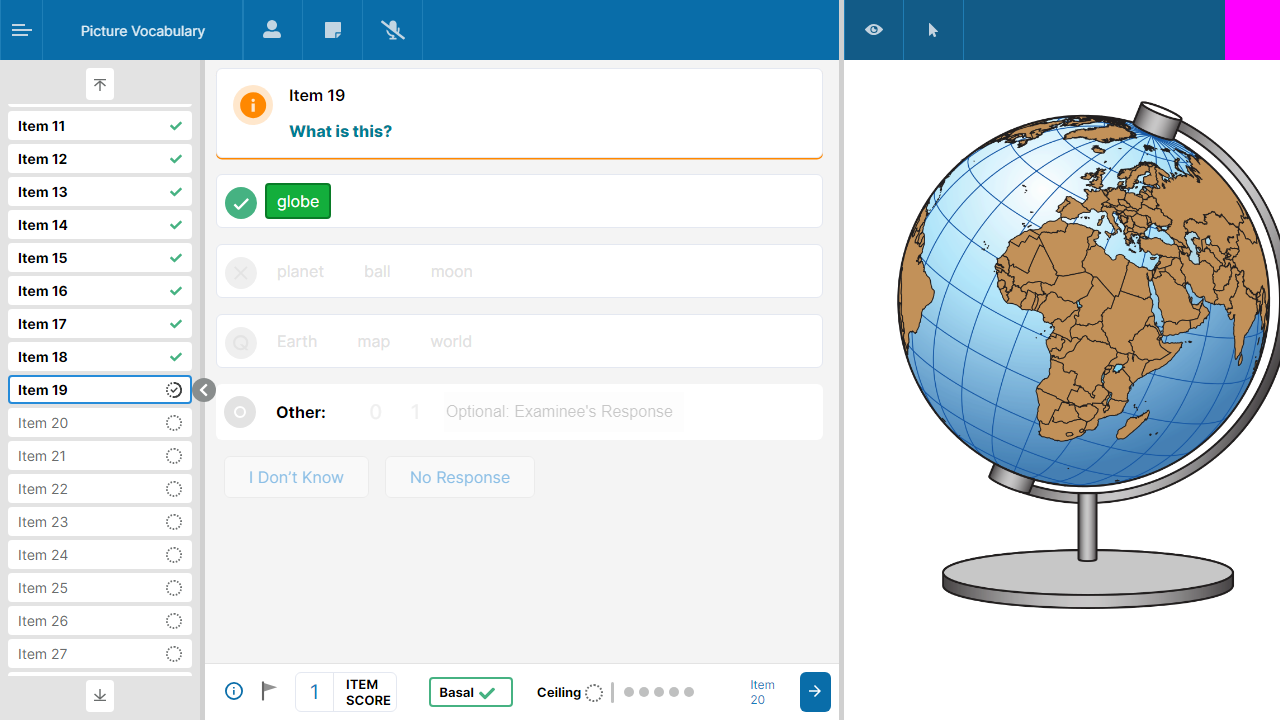 Picture Vocabulary
Item 11
Item 12
Item 13
Item 14
Item 15
Item 16
Item 17
Item 18
Item 19
Item 20
Item 21
Item 22
Item 23
Item 24
Item 25
Item 26
Item 27
Item 19
What is this?
globe
planet ball moon
Q Earth map world
Other: 0 1 Optional: Examinee's Response
I Don't Know No Response
1 ITEM SCORE
Basal
Ceiling
Item 20